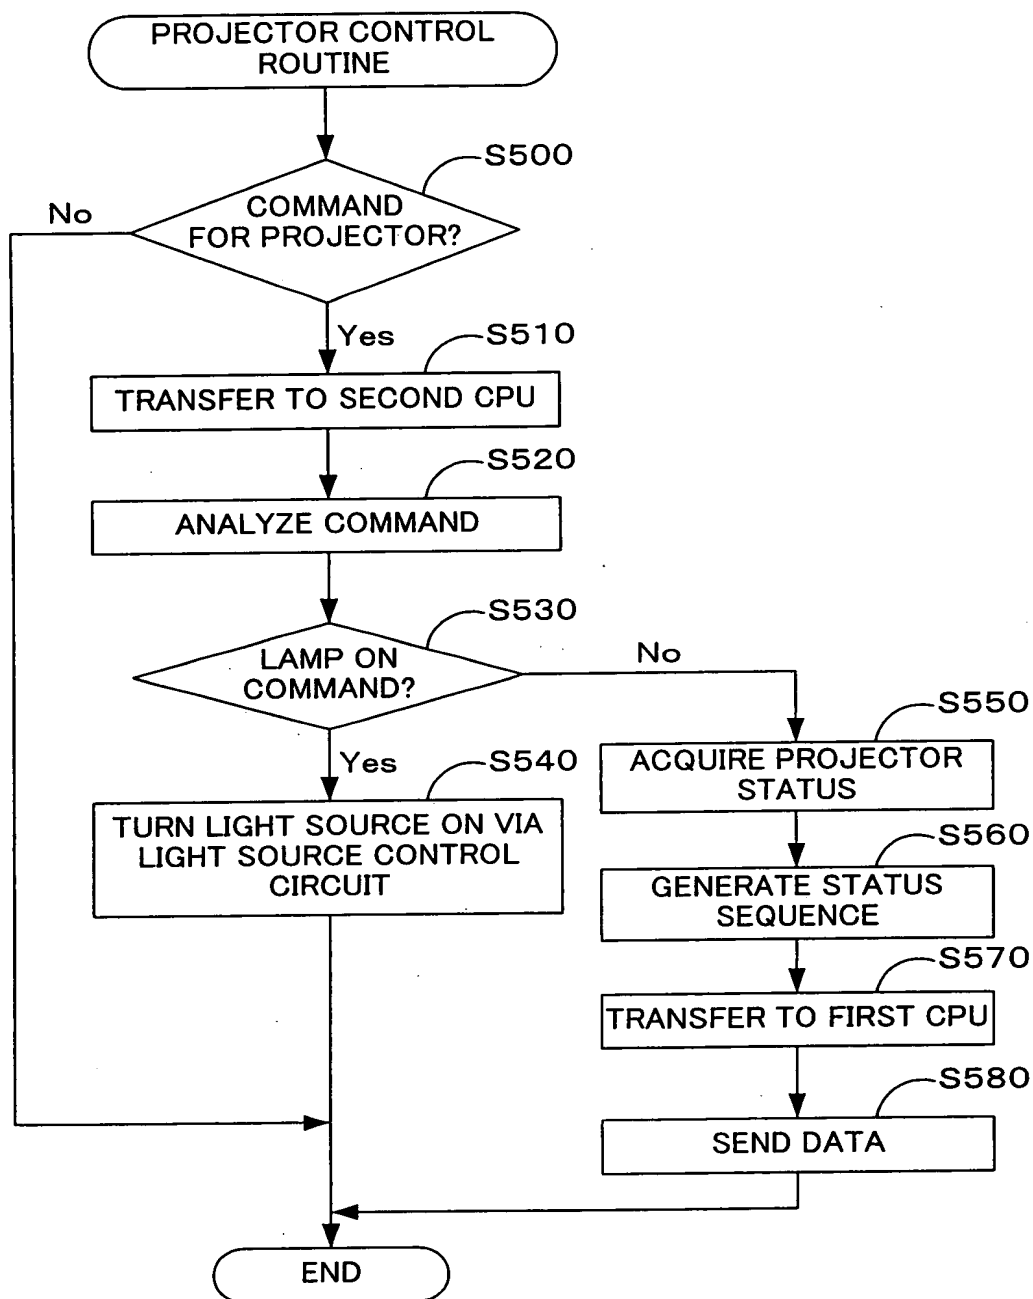 PROJECTOR CONTROL
ROUTINE
S500
COMMAND
FOR PROJECTOR?
No
Yes
S510
TRANSFER TO SECOND CPU
S520
ANALYZE COMMAND
S530
LAMP ON
COMMAND?
No
Yes
S540
TURN LIGHT SOURCE ON VIA
LIGHT SOURCE CONTROL
CIRCUIT
S550
ACQUIRE PROJECTOR
STATUS
S560
GENERATE STATUS
SEQUENCE
S570
TRANSFER TO FIRST CPU
S580
SEND DATA
END